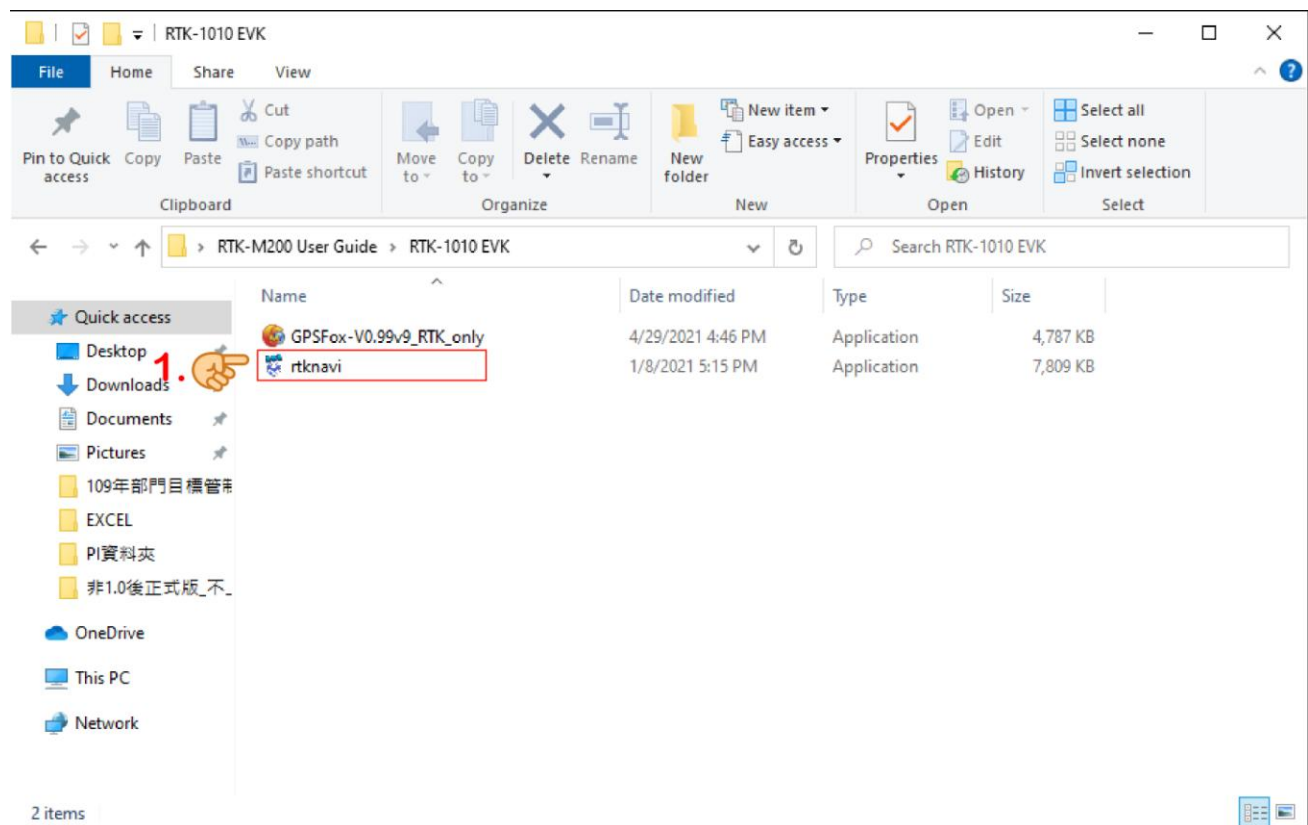 RTK-1010 EVK
File Home Share View
Pin to Quick access
Copy
Paste
Cut
Copy path
Paste shortcut
Clipboard
Move to
Copy to
Delete
Rename
Organize
New folder
New item
Easy access
New
Properties
Open
Edit
History
Open
Select all
Select none
Invert selection
Select
RTK-M200 User Guide > RTK-1010 EVK
Search RTK-1010 EVK
Name Date modified Type Size
GPSFox-V0.99v9_RTK_only 4/29/2021 4:46 PM Application 4,787 KB
1.
rtknavi 1/8/2021 5:15 PM Application 7,809 KB
Quick access
Desktop
Downloads
Documents
Pictures
109年部門目標管制
EXCEL
PI資料夾
非1.0後正式版_不_
OneDrive
This PC
Network
2 items